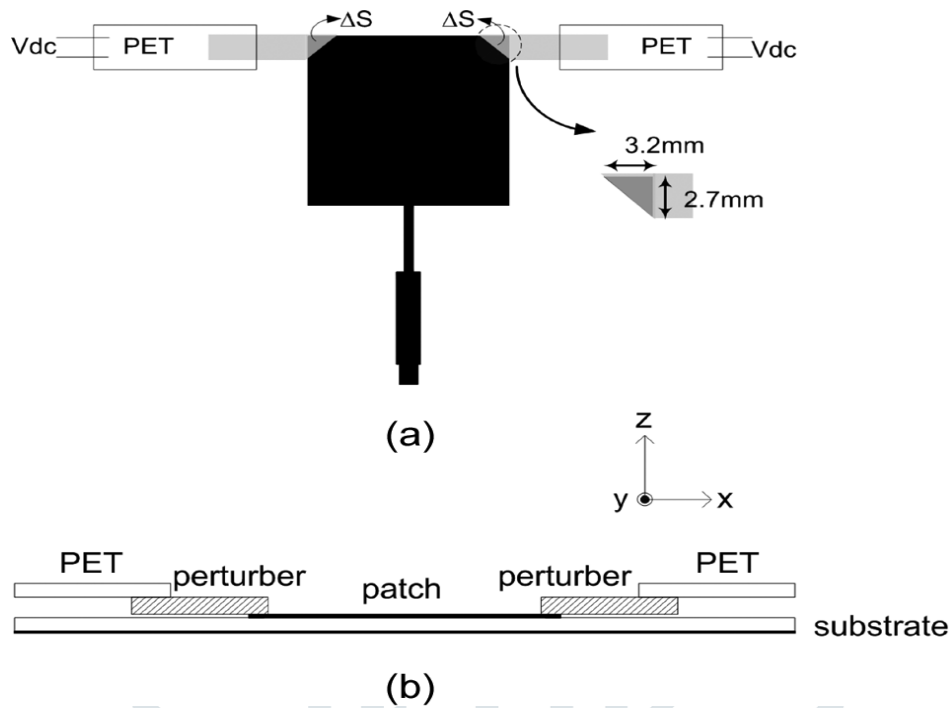 ΔS ΔS
Vdc PET PET Vdc
3.2mm
2.7mm
(a)
z
y x
PET PET
perturber patch perturber
substrate
(b)